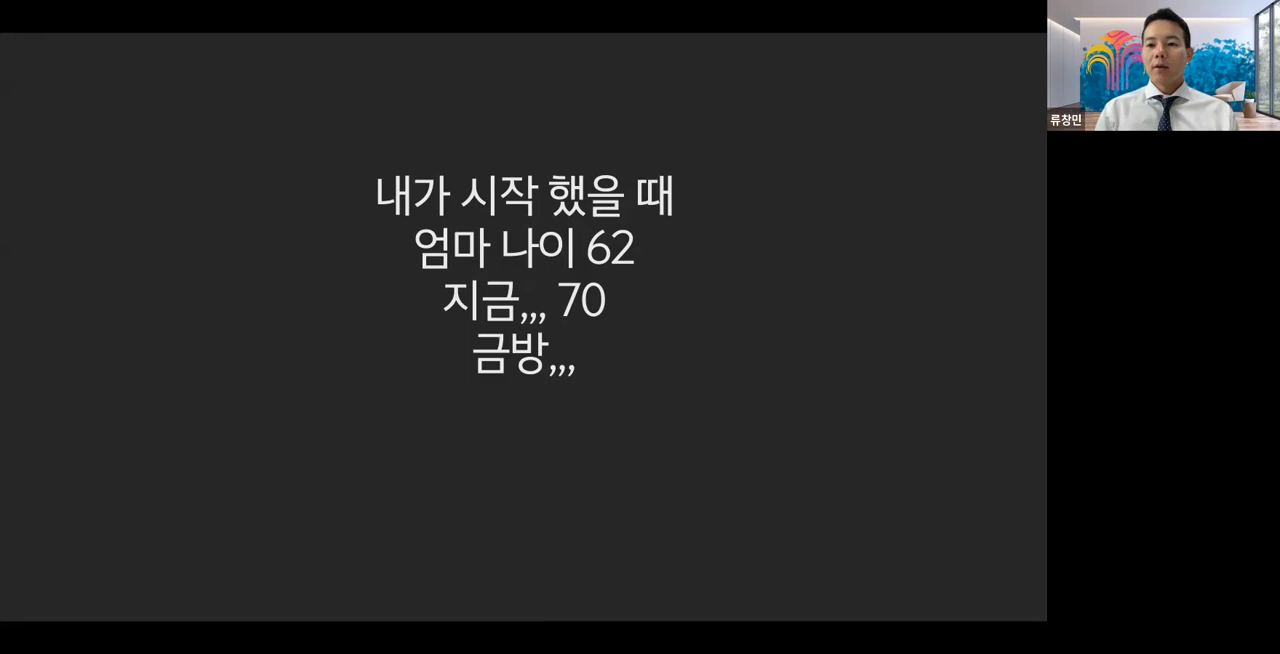 내가 시작 했을 때
엄마 나이 62
지금,,, 70
금방,,,
류창민